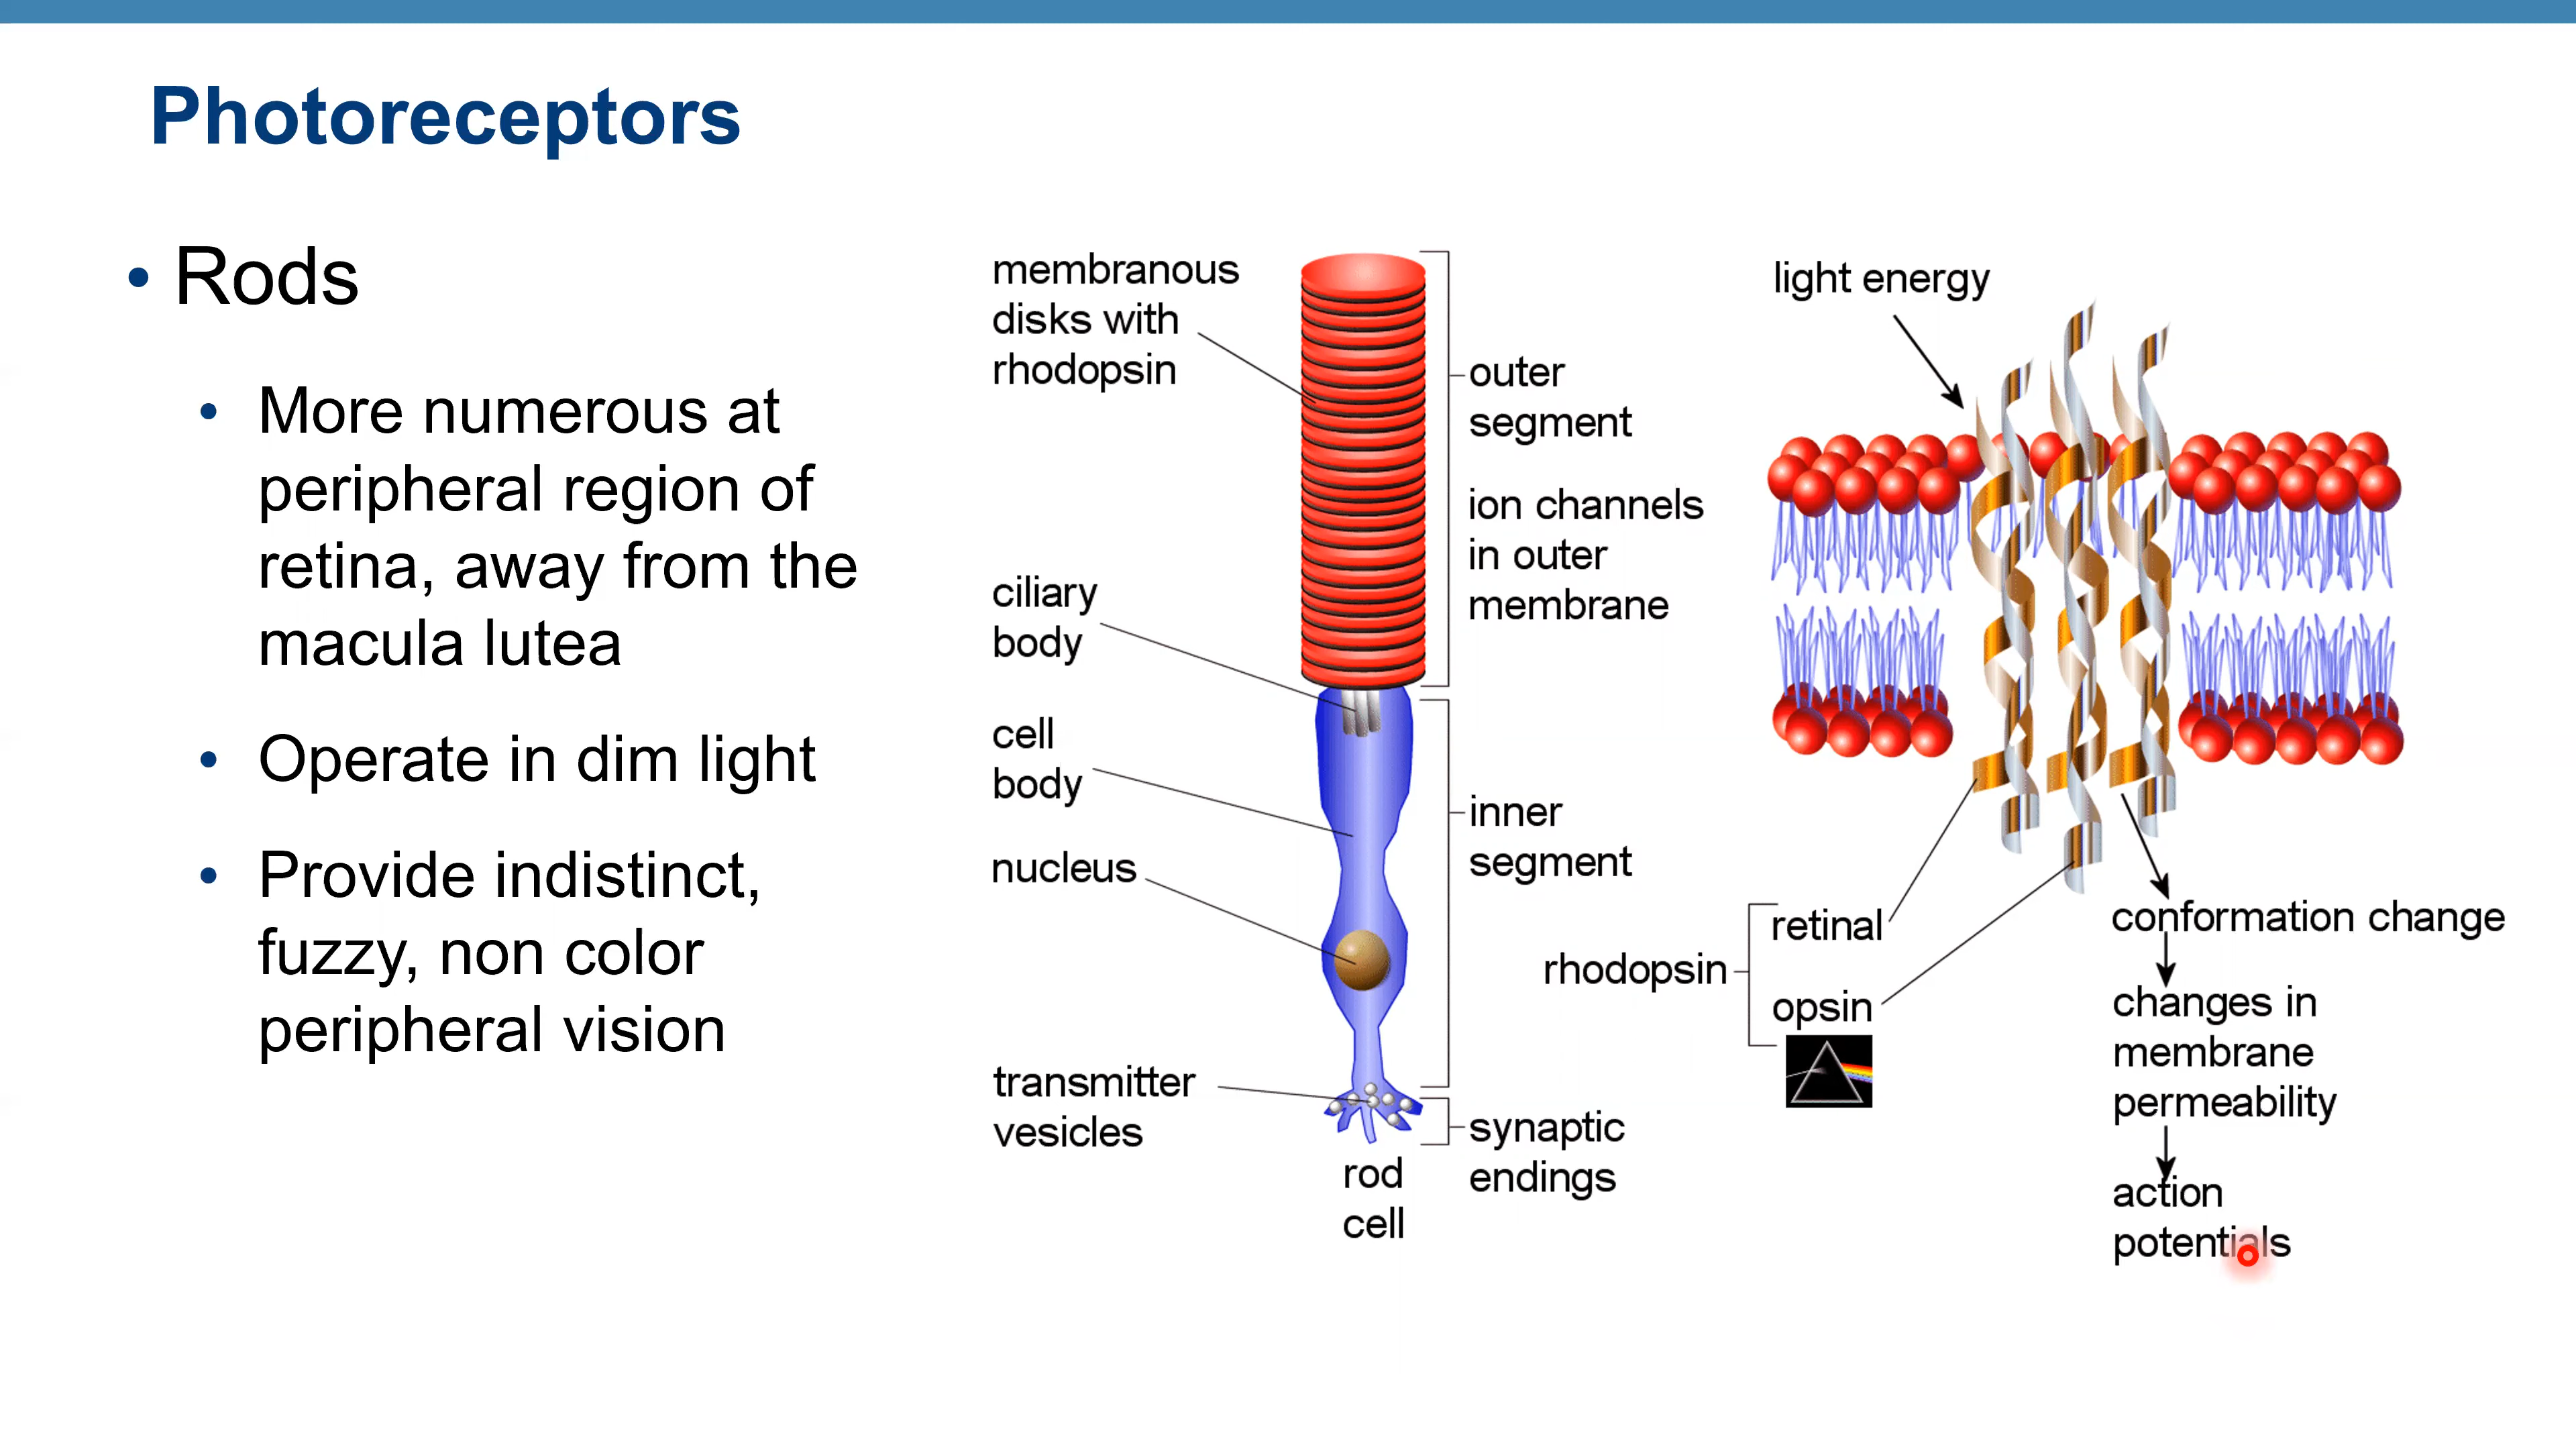 Photoreceptors
• Rods
• More numerous at
peripheral region of
retina, away from the
macula lutea
• Operate in dim light
• Provide indistinct,
fuzzy, non color
peripheral vision
membranous
disks with
rhodopsin
ciliary
body
cell
body
nucleus
transmitter
vesicles
rod
cell
outer
segment
ion channels
in outer
membrane
inner
segment
synaptic
endings
light energy
rhodopsin
retinal
opsin
conformation change
changes in
membrane
permeability
action
potentials